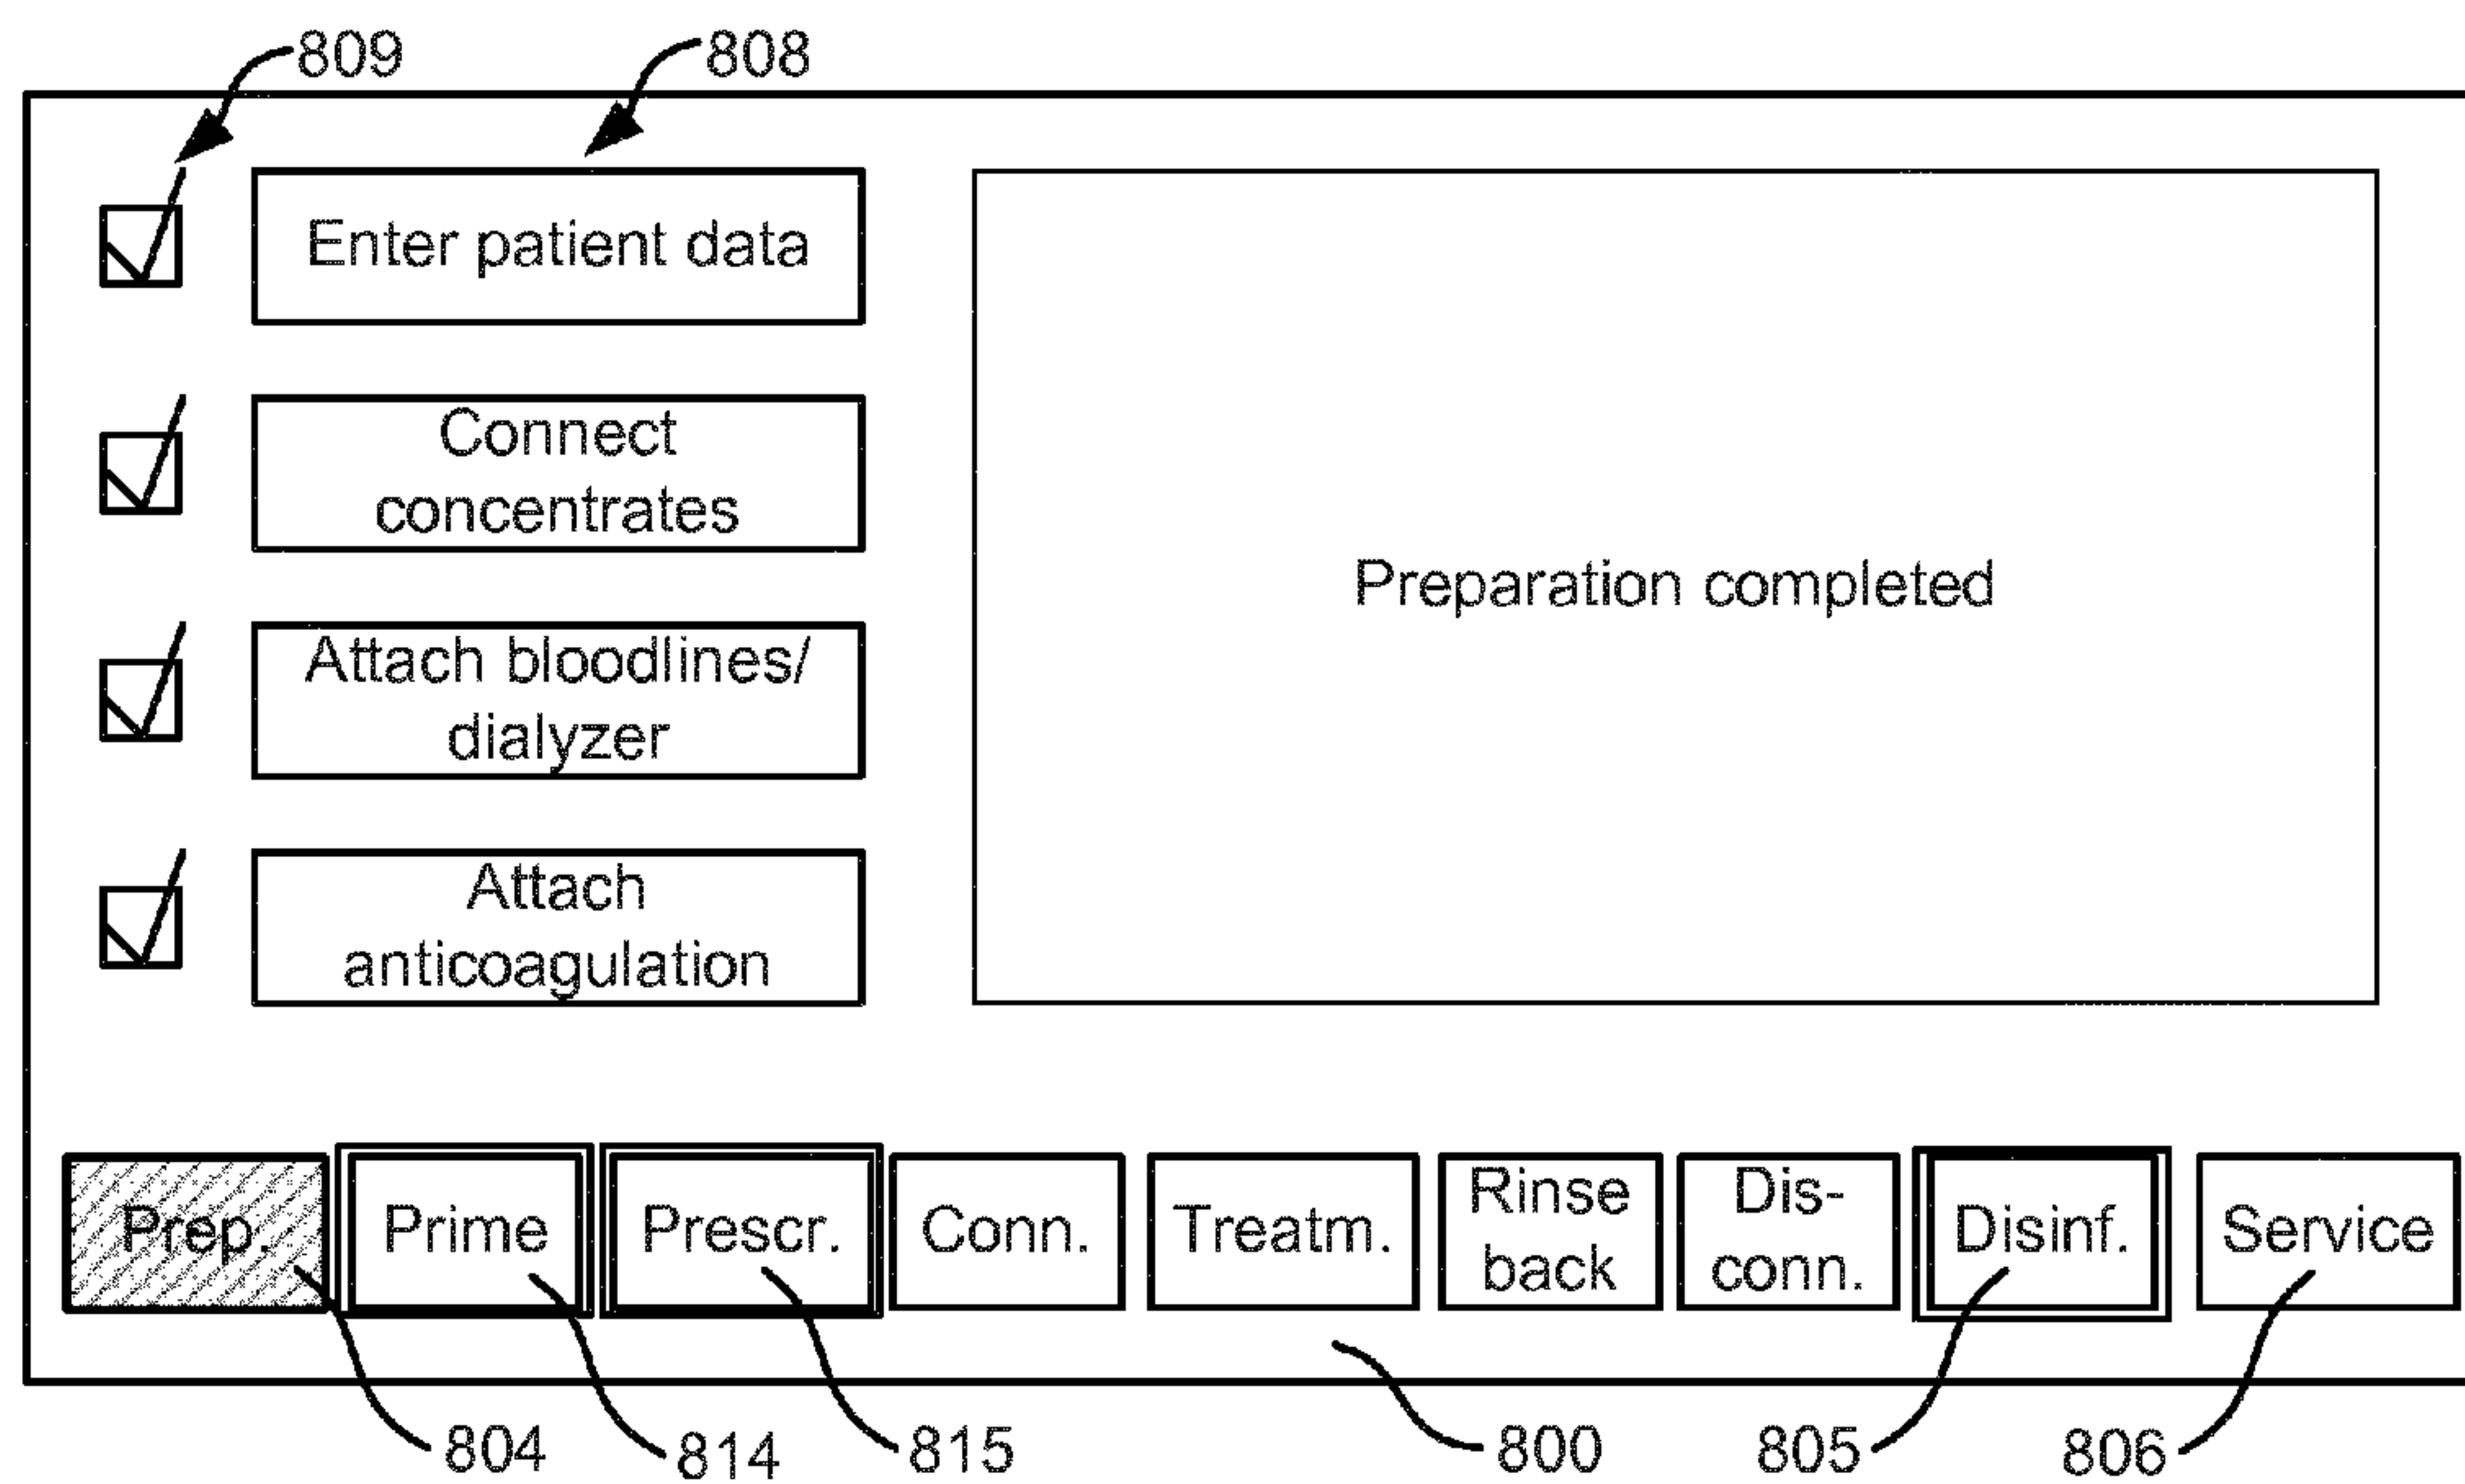 809
808
Enter patient data
Connect
concentrates
Attach bloodlines/
dialyzer
Attach
anticoagulation
Preparation completed
Prep.
Prime
Prescr.
Conn.
Treatm.
Rinse
back
Dis-
conn.
Disinf.
Service
804
814
815
800
805
806